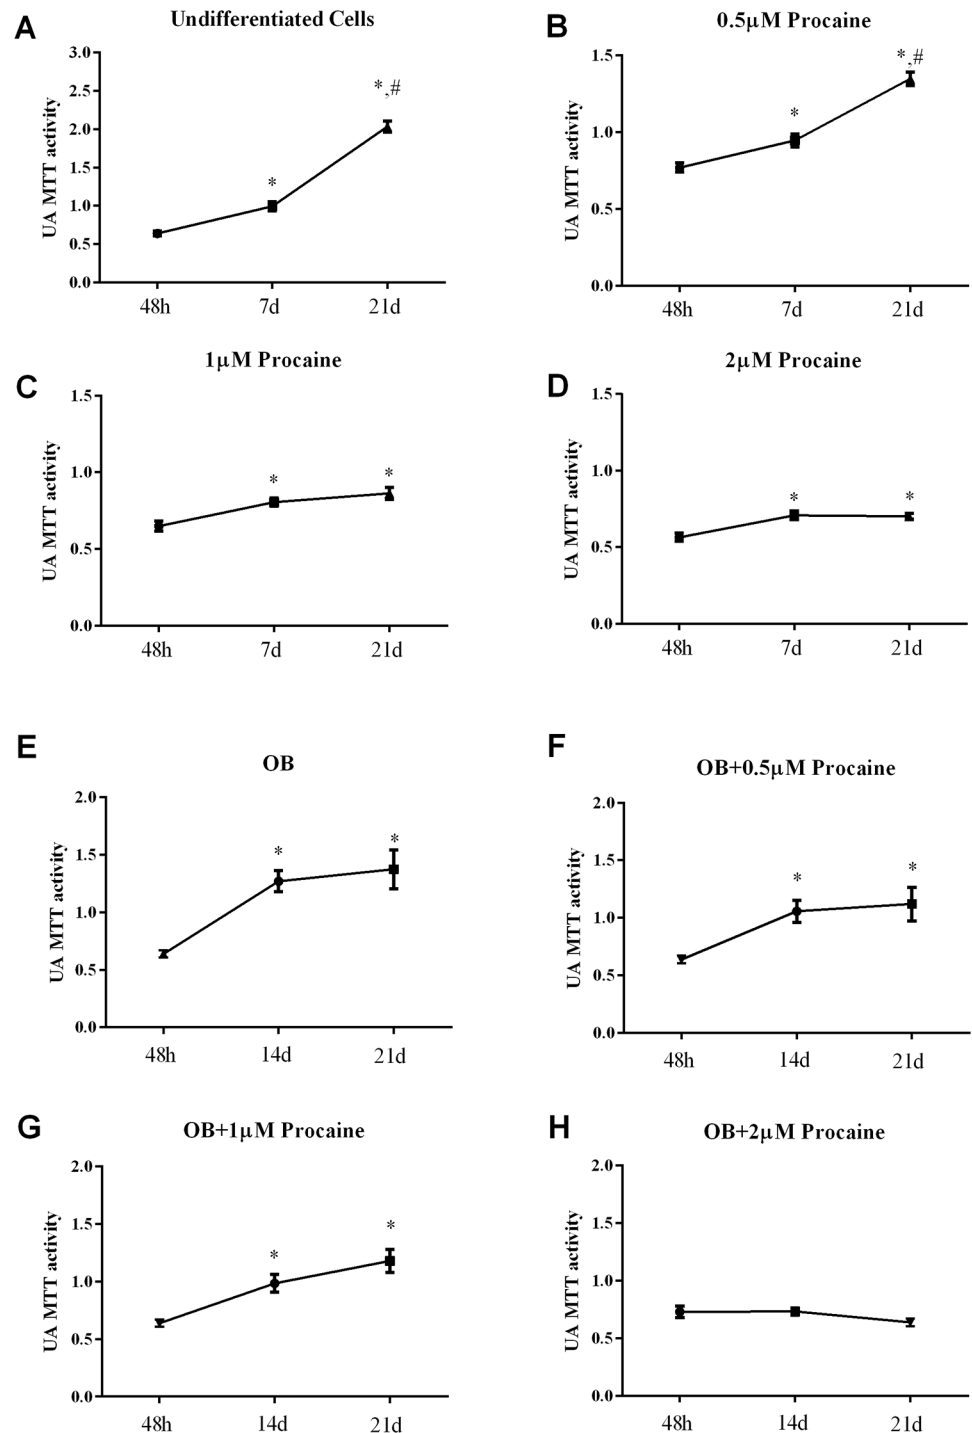 A
Undifferentiated Cells
UA MTT activity
3.0
2.5
2.0
1.5
1.0
0.5
0.0
*
*,#
48h 7d 21d
B
0.5μM Procaine
UA MTT activity
1.5
1.0
0.5
0.0
*
*,#
48h 7d 21d
C
1μM Procaine
UA MTT activity
1.5
1.0
0.5
0.0
*
*
48h 7d 21d
D
2μM Procaine
UA MTT activity
1.5
1.0
0.5
0.0
*
*
48h 7d 21d
E
OB
UA MTT activity
2.0
1.5
1.0
0.5
0.0
*
*
48h 14d 21d
F
OB+0.5μM Procaine
UA MTT activity
2.0
1.5
1.0
0.5
0.0
*
*
48h 14d 21d
G
OB+1μM Procaine
UA MTT activity
2.0
1.5
1.0
0.5
0.0
*
*
48h 14d 21d
H
OB+2μM Procaine
UA MTT activity
2.0
1.5
1.0
0.5
0.0
48h 14d 21d